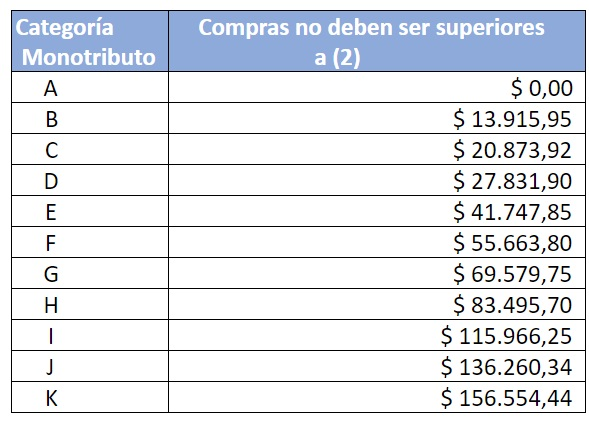 Categoría Compras no deben ser superiores
Monotributo a (2)
A $ 0,00
B $ 13.915,95
C $ 20.873,92
D $ 27.831,90
E $ 41.747,85
F $ 55.663,80
G $ 69.579,75
H $ 83.495,70
I $ 115.966,25
J $ 136.260,34
K $ 156.554,44